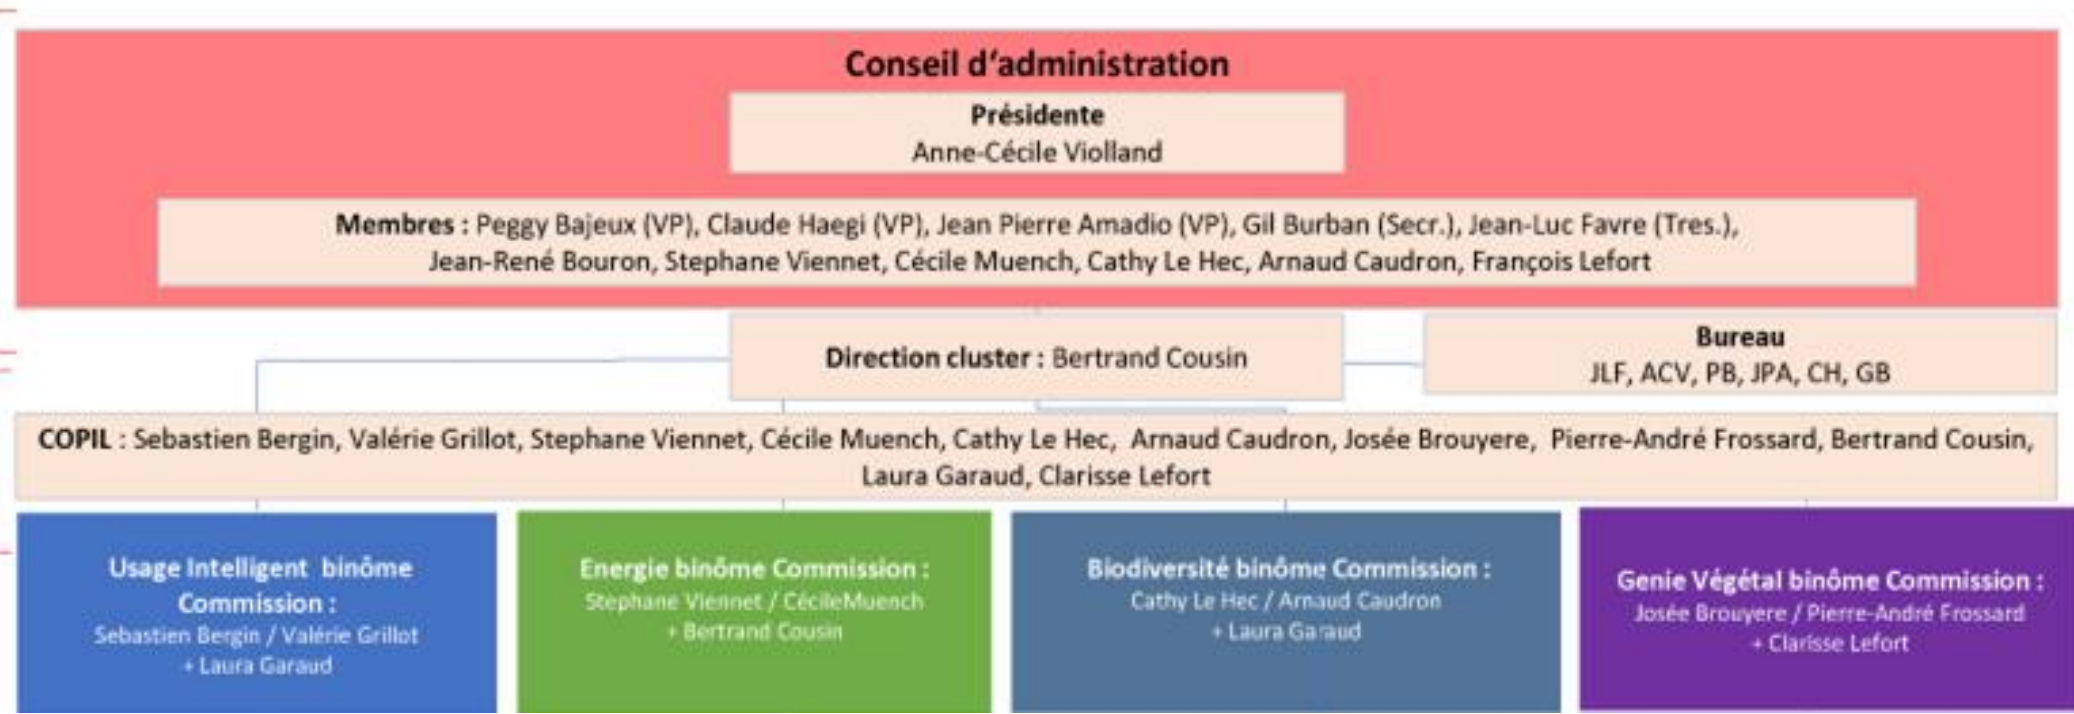 Conseil d'administration
Présidente
Anne-Cécile Violland
Membres : Peggy Bajeux (VP), Claude Haegi (VP), Jean Pierre Amadio (VP), Gil Burban (Secr.), Jean-Luc Favre (Tres.),
Jean-René Bouron, Stephane Viennet, Cécile Muench, Cathy Le Hec, Arnaud Caudron, François Lefort
Direction cluster : Bertrand Cousin
Bureau
JLF, ACV, PB, JPA, CH, GB
COPIL : Sebastien Bergin, Valérie Grillot, Stephane Viennet, Cécile Muench, Cathy Le Hec, Arnaud Caudron, Josée Brouyere, Pierre-André Frossard, Bertrand Cousin,
Laura Garaud, Clarisse Lefort
Usage Intelligent binôme
Commission :
Sebastien Bergin / Valérie Grillot
+ Laura Garaud
Energie binôme Commission :
Stephane Viennet / CécileMuench
+ Bertrand Cousin
Biodiversité binôme Commission :
Cathy Le Hec / Arnaud Caudron
+ Laura Garaud
Genie Végétal binôme Commission :
Josée Brouyere / Pierre-André Frossard
+ Clarisse Lefort